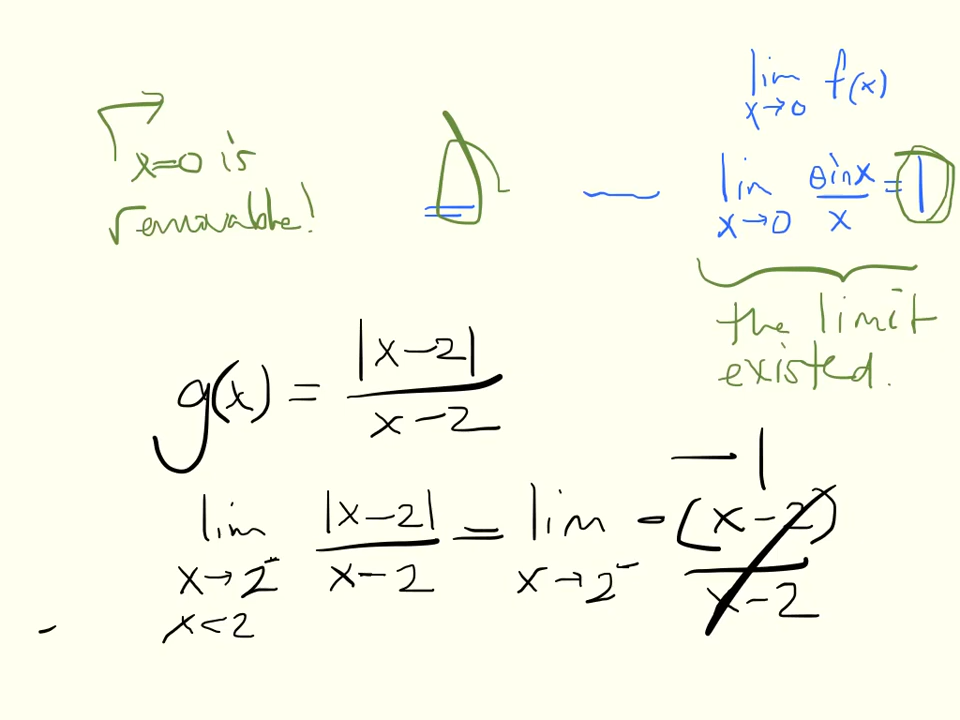 lim f(x)
x→0
x=0 is
removable!
lim sinx/x = 1
x→0
the limit
existed.
g(x) = |x-2|/x-2
-1
lim |x-2|/x-2 = lim -(x-2)/x-2
x→2⁻ x→2⁻
x<2